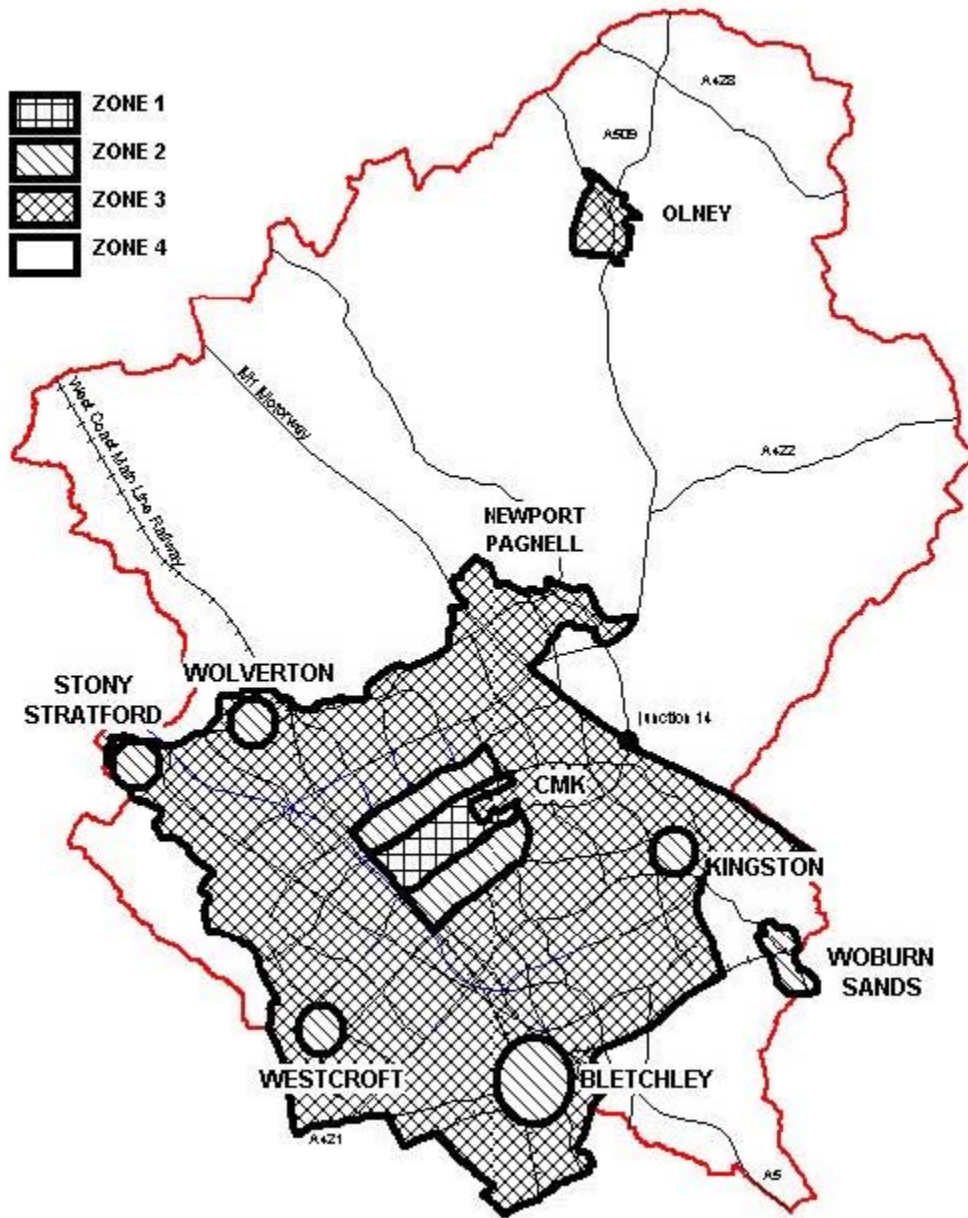 ZONE 1
ZONE 2
ZONE 3
ZONE 4
A428
A509
OLNEY
West Coast Main Line Railway
M1 Motorway
A422
NEWPORT
PAGNELL
WOLVERTON
STONY
STRATFORD
Junction 14
CMK
KINGSTON
WOBURN
SANDS
WESTCROFT
BLETCHLEY
A421
A5